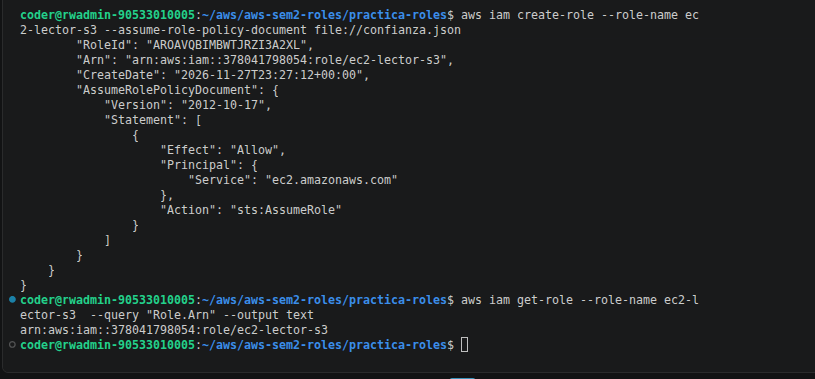 coder@rwadmin-90533010005:~/aws/aws-sem2-roles/practica-roles$ aws iam create-role --role-name ec
2-lector-s3 --assume-role-policy-document file://confianza.json
        "RoleId": "AROAVQBIMBWTJRZI3A2XL",
        "Arn": "arn:aws:iam::378041798054:role/ec2-lector-s3",
        "CreateDate": "2026-11-27T23:27:12+00:00",
        "AssumeRolePolicyDocument": {
            "Version": "2012-10-17",
            "Statement": [
                {
                    "Effect": "Allow",
                    "Principal": {
                        "Service": "ec2.amazonaws.com"
                    },
                    "Action": "sts:AssumeRole"
                }
            ]
        }
    }
}
coder@rwadmin-90533010005:~/aws/aws-sem2-roles/practica-roles$ aws iam get-role --role-name ec2-l
ector-s3  --query "Role.Arn" --output text
arn:aws:iam::378041798054:role/ec2-lector-s3
coder@rwadmin-90533010005:~/aws/aws-sem2-roles/practica-roles$